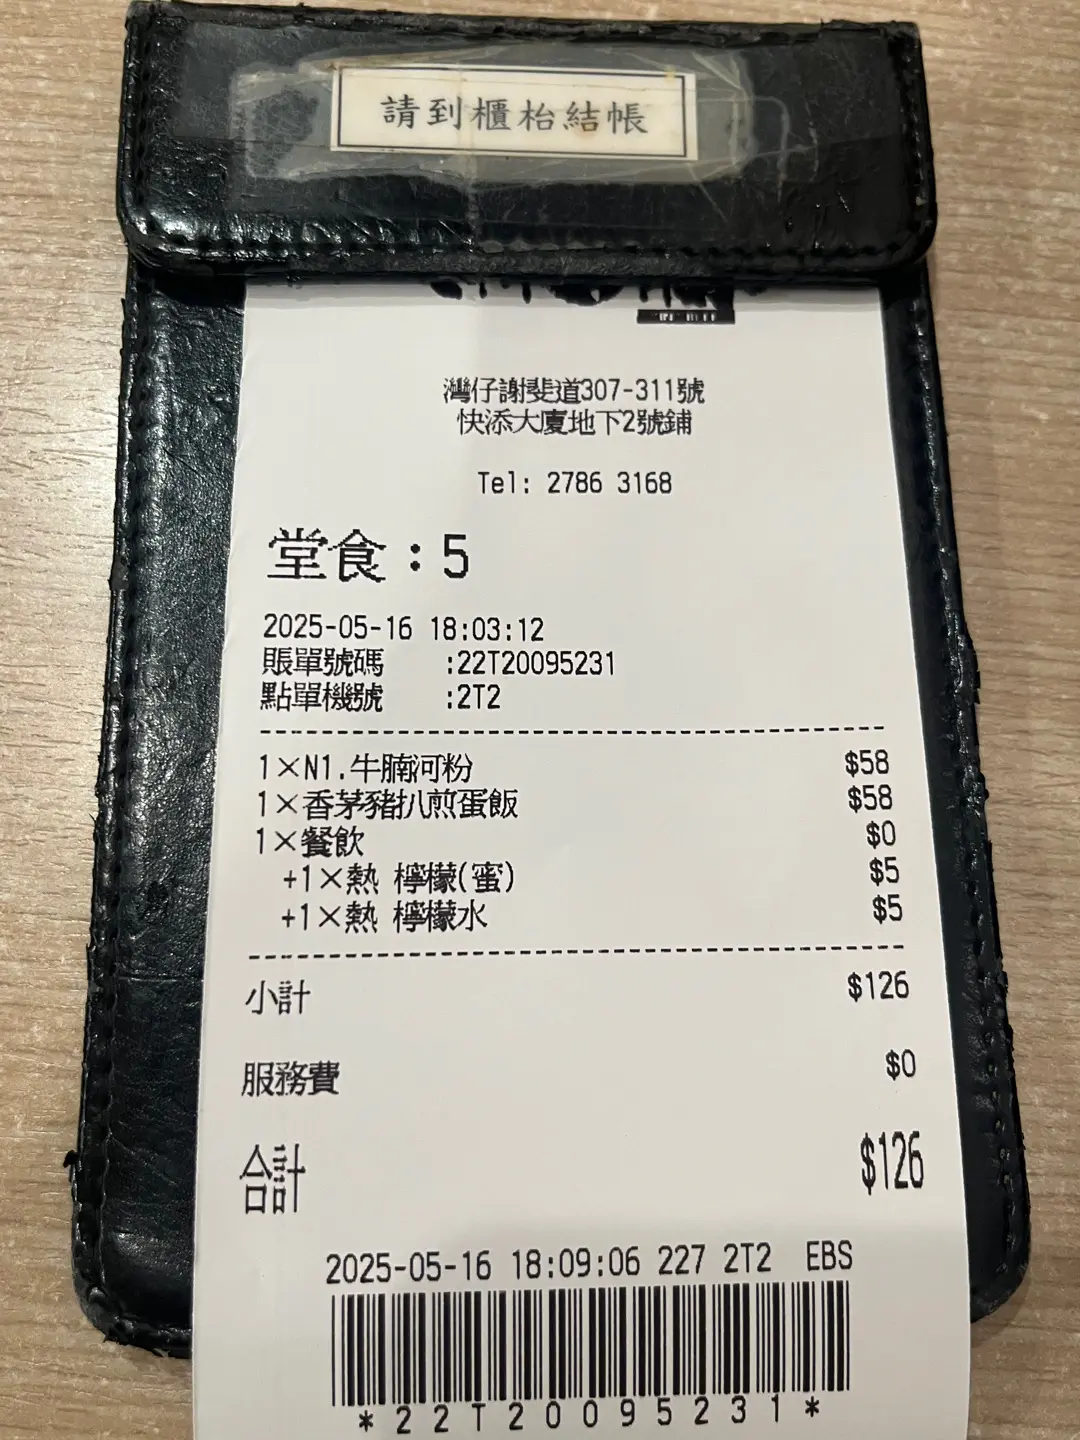 請到櫃枱結帳
灣仔謝斐道307-311號
快添大廈地下2號鋪
Tel: 2786 3168
堂食：5
2025-05-16 18:03:12
賬單號碼 :22T20095231
點單機號 :2T2
1×N1.牛腩河粉 $58
1×香茅豬扒煎蛋飯 $58
1×餐飲 $0
+1×熱 檸檬(蜜) $5
+1×熱 檸檬水 $5
小計 $126
服務費 $0
合計 $126
2025-05-16 18:09:06 227 2T2 EBS
*22T20095231*